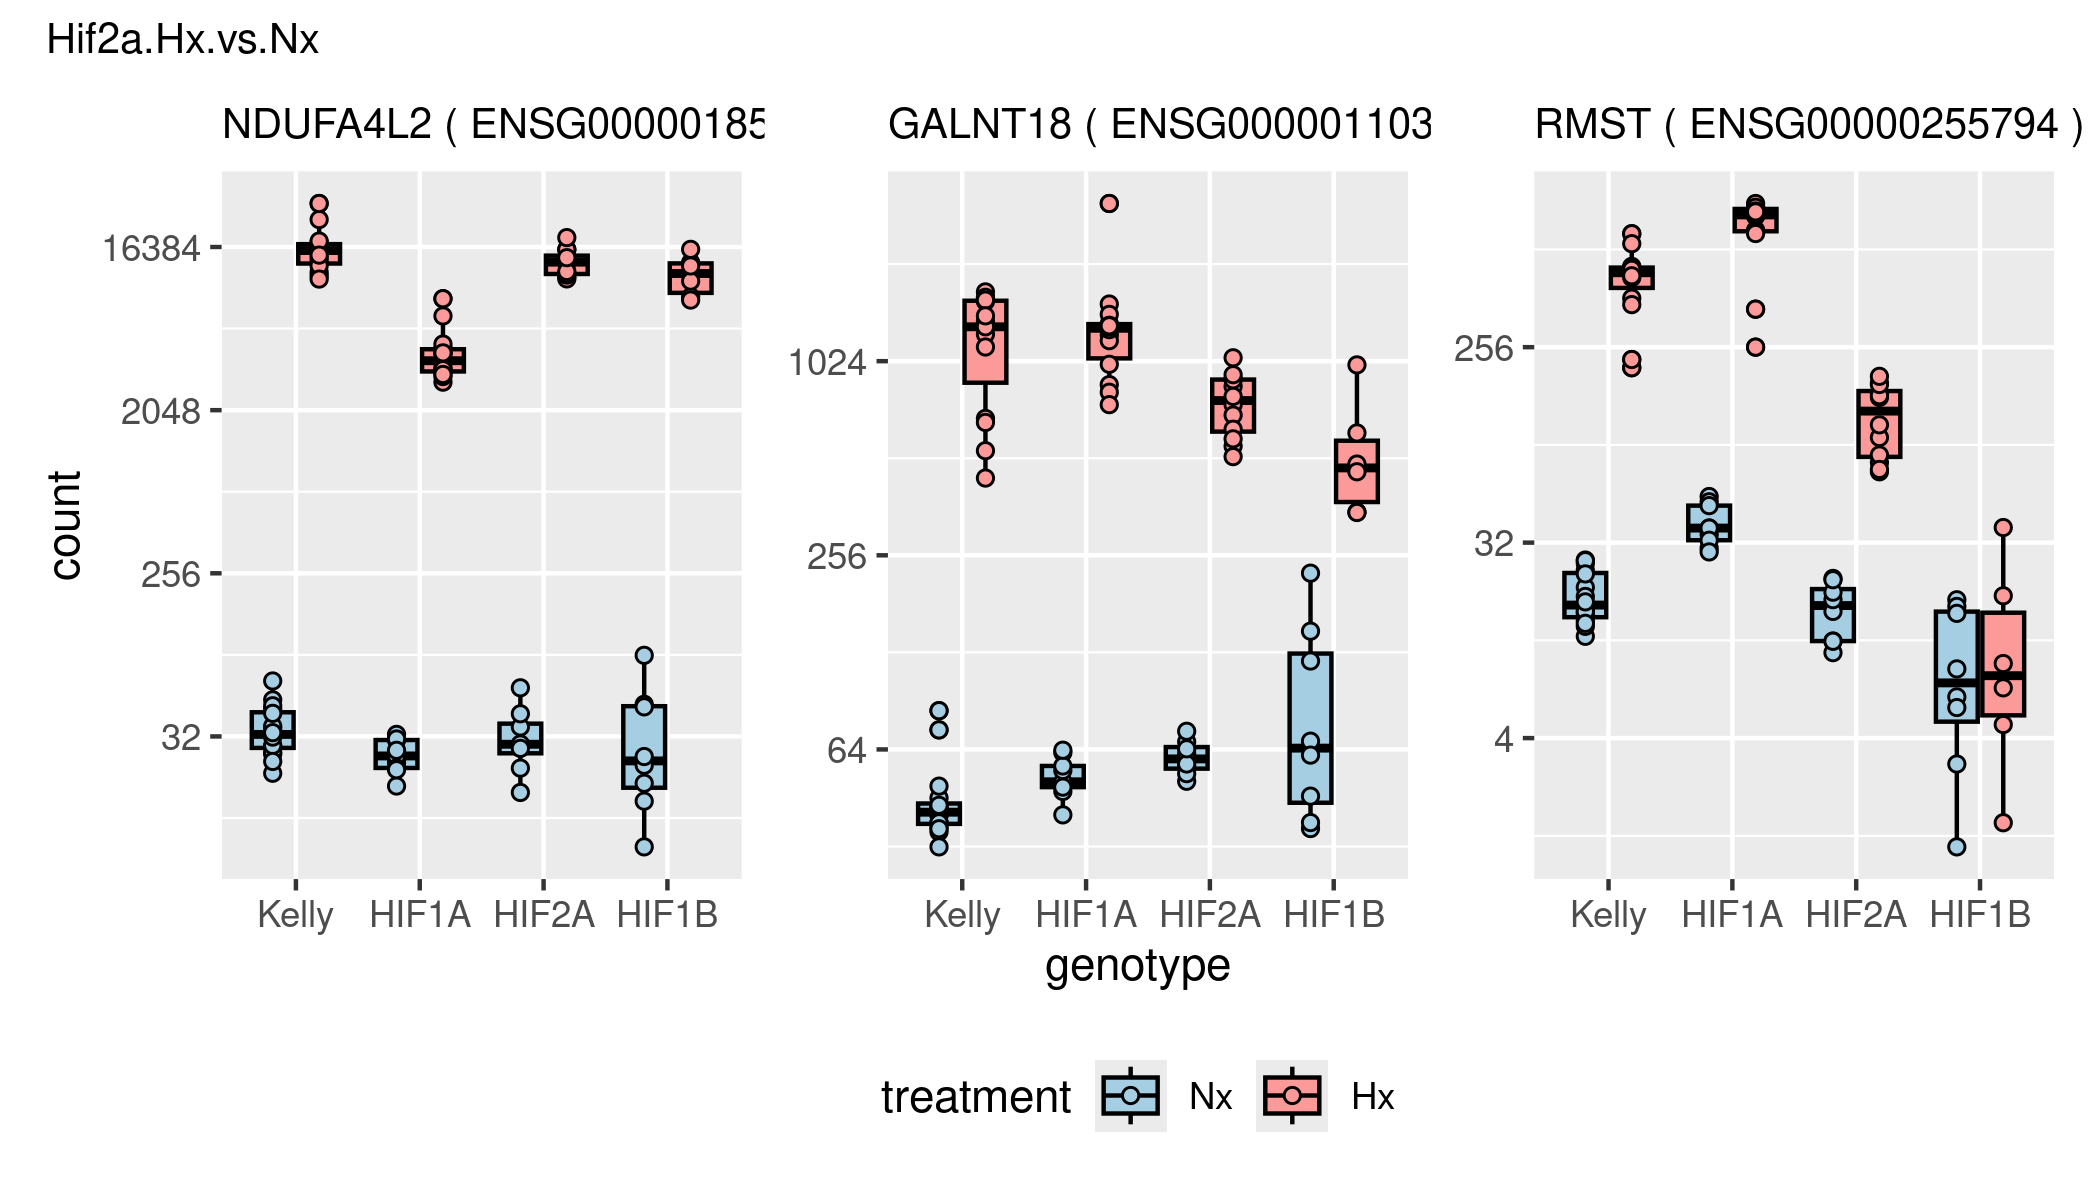 Hif2a.Hx.vs.Nx
NDUFA4L2 ( ENSG00000185
GALNT18 ( ENSG000001103
RMST ( ENSG00000255794 )
count
16384
2048
256
32
1024
256
64
256
32
4
Kelly HIF1A HIF2A HIF1B
Kelly HIF1A HIF2A HIF1B
Kelly HIF1A HIF2A HIF1B
genotype
treatment Nx Hx